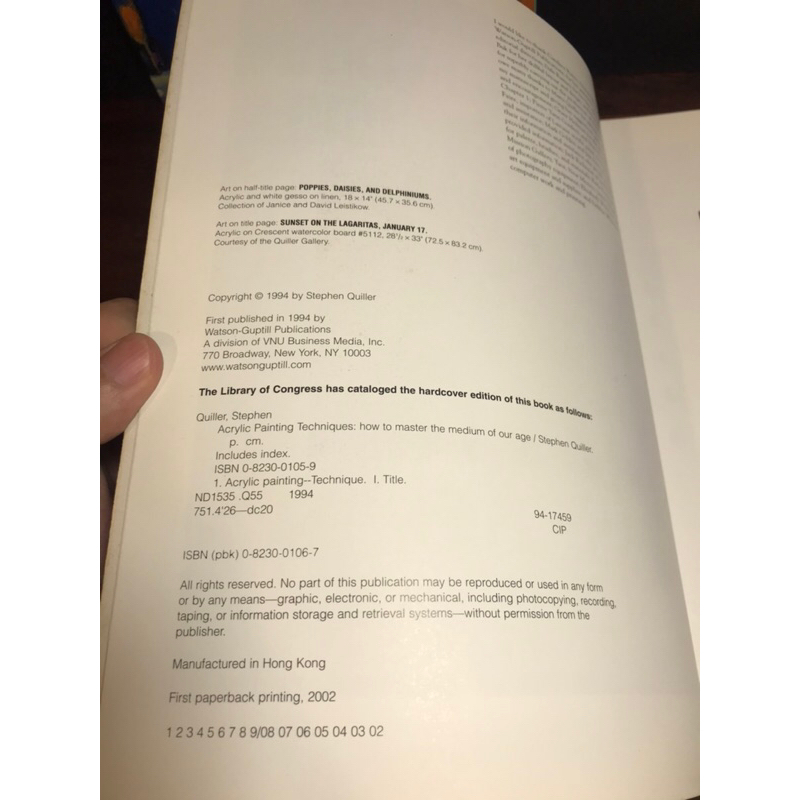 I would like to thank
Watson-Guptill
Art on half-title page: POPPIES, DAISIES, AND DELPHINIUMS.
Acrylic and white gesso on linen, 18 × 14" (45.7 × 35.6 cm).
Collection of Janice and David Leistikow.
Art on title page: SUNSET ON THE LAGARITAS, JANUARY 17.
Acrylic on Crescent watercolor board #5112, 28½ × 33" (72.5 × 83.2 cm).
Courtesy of the Quiller Gallery.
Copyright © 1994 by Stephen Quiller
First published in 1994 by
Watson-Guptill Publications
A division of VNU Business Media, Inc.
770 Broadway, New York, NY 10003
www.watsonguptill.com
The Library of Congress has cataloged the hardcover edition of this book as follows:
Quiller, Stephen
Acrylic Painting Techniques: how to master the medium of our age / Stephen Quiller.
p. cm.
Includes index.
ISBN 0-8230-0105-9
1. Acrylic painting--Technique. I. Title.
ND1535 .Q55 1994
751.4'26—dc20
94-17459
CIP
ISBN (pbk) 0-8230-0106-7
All rights reserved. No part of this publication may be reproduced or used in any form
or by any means—graphic, electronic, or mechanical, including photocopying, recording,
taping, or information storage and retrieval systems—without permission from the
publisher.
Manufactured in Hong Kong
First paperback printing, 2002
1 2 3 4 5 6 7 8 9/08 07 06 05 04 03 02